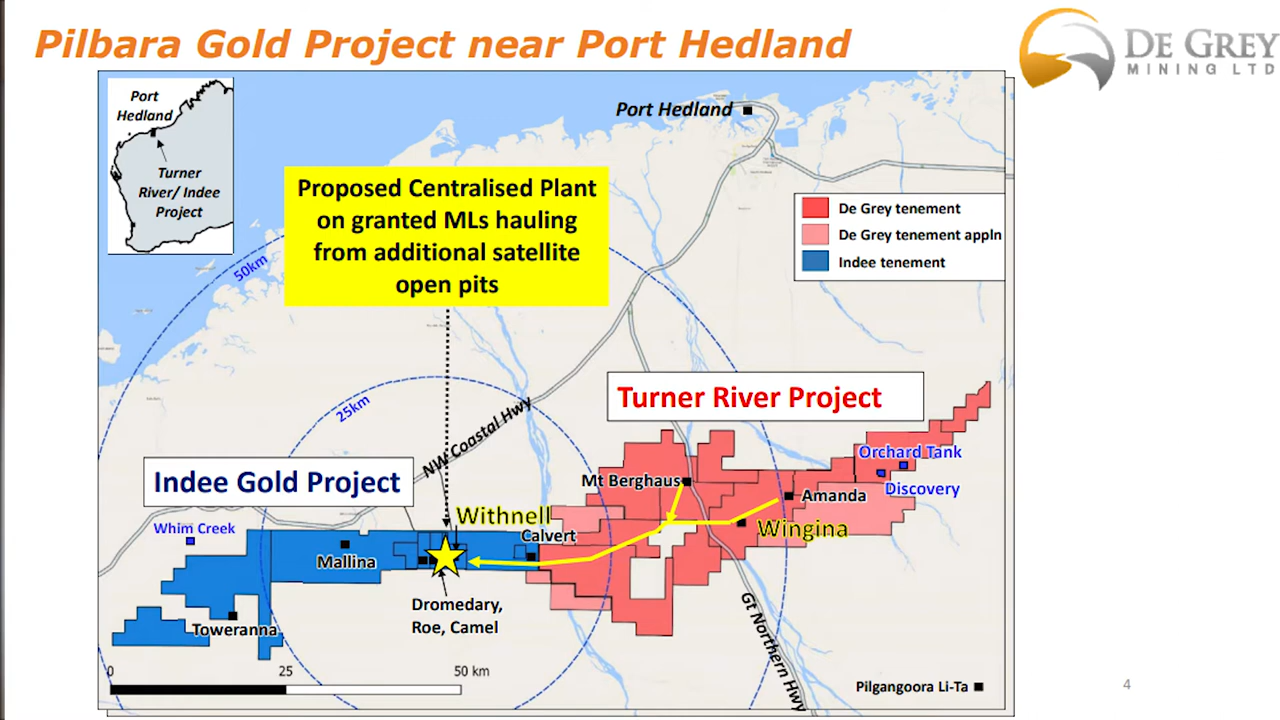 Pilbara Gold Project near Port Hedland
DE GREY
MINING LTD
Port
Hedland
Turner
River/ Indee
Project
Port Hedland
Proposed Centralised Plant
on granted MLs hauling
from additional satellite
open pits
De Grey tenement
De Grey tenement appln
Indee tenement
50km
25km
NW Coastal Hwy
Turner River Project
Indee Gold Project
Orchard Tank
Discovery
Mt Berghaus
Amanda
Wingina
Whim Creek
Withnell
Calvert
Mallina
Dromedary,
Roe, Camel
Toweranna
Gt Northern Hwy
0
25
50 km
Pilgangoora Li-Ta
4